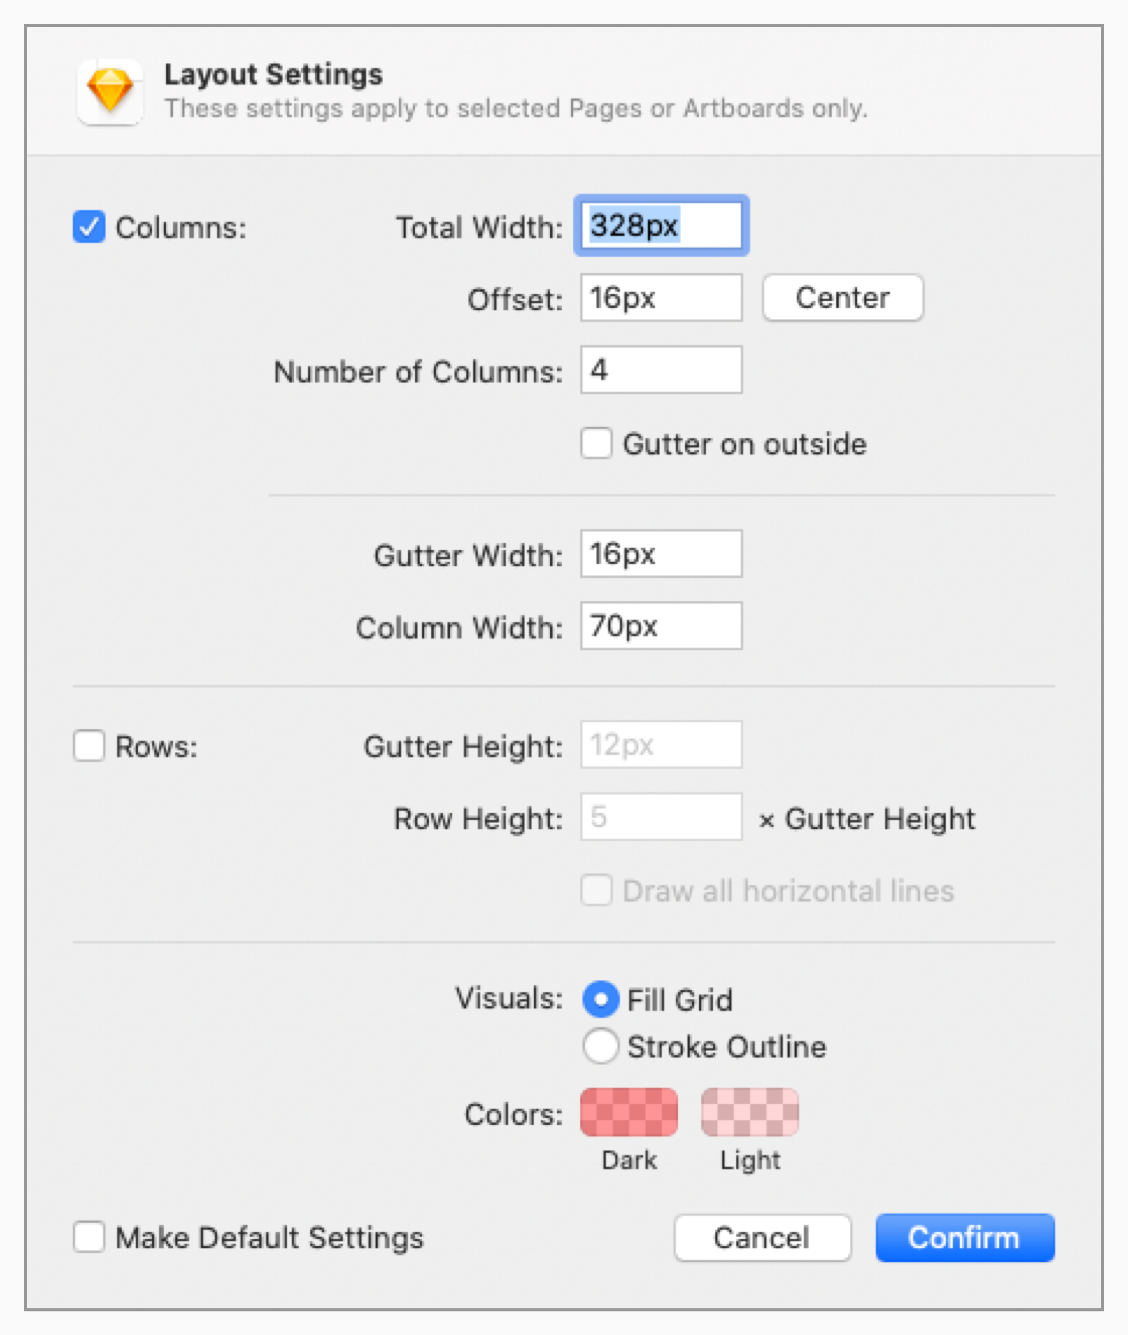 Layout Settings
These settings apply to selected Pages or Artboards only.
Columns: Total Width: 328px
Offset: 16px Center
Number of Columns: 4
Gutter on outside
Gutter Width: 16px
Column Width: 70px
Rows: Gutter Height: 12px
Row Height: 5 × Gutter Height
Draw all horizontal lines
Visuals: Fill Grid
Stroke Outline
Colors:
Dark Light
Make Default Settings Cancel Confirm